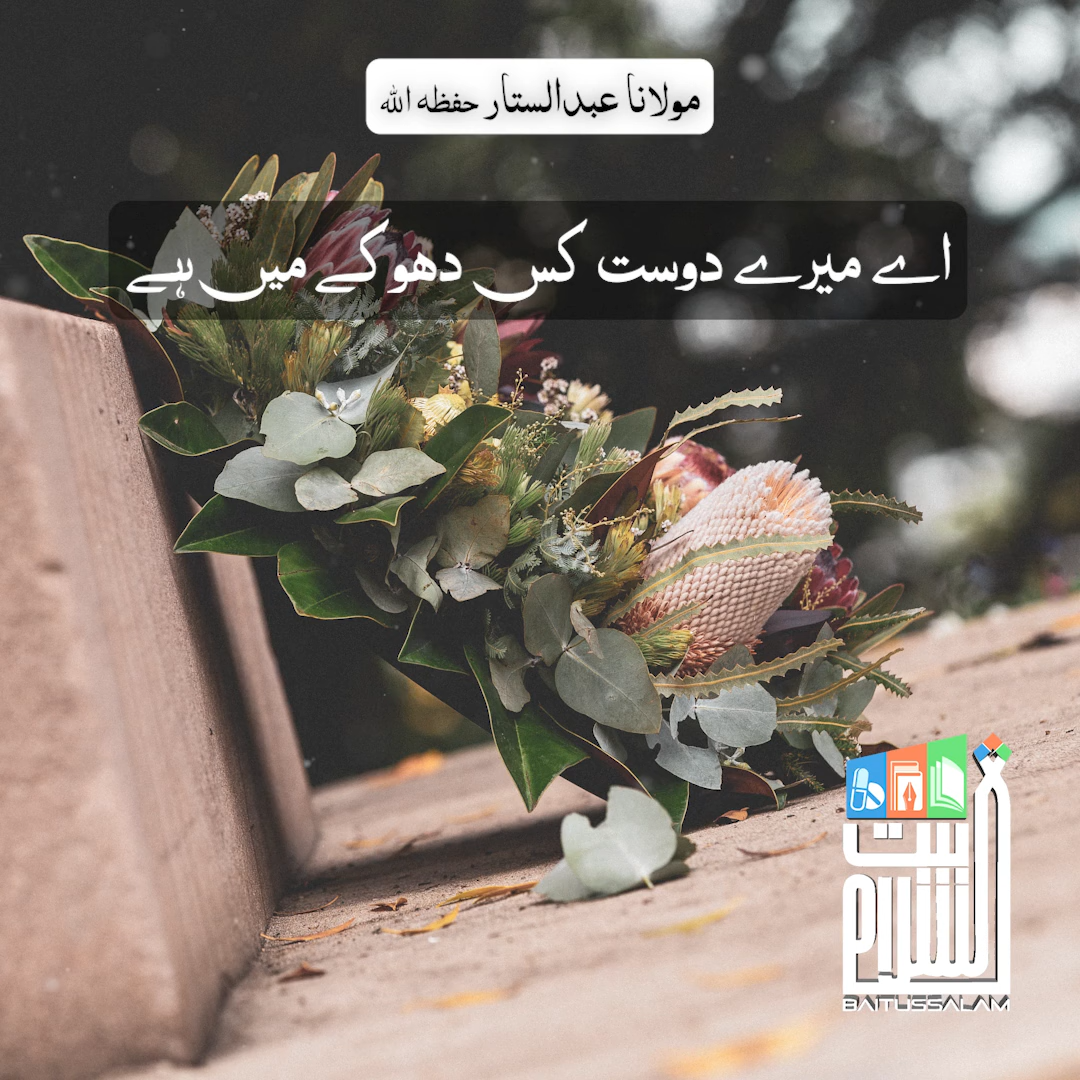 مولانا عبدالستار حفظہ اللہ
اے میرے دوست کس دھوکے میں ہے
بیت السلام
BAITUSSALAM